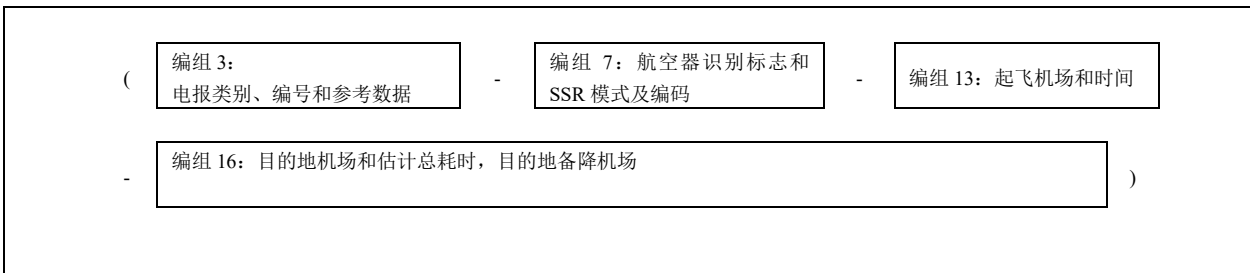 ( 编组 3： - 编组 7：航空器识别标志和 - 编组 13：起飞机场和时间
电报类别、编号和参考数据 SSR 模式及编码
- 编组 16：目的地机场和估计总耗时，目的地备降机场 )